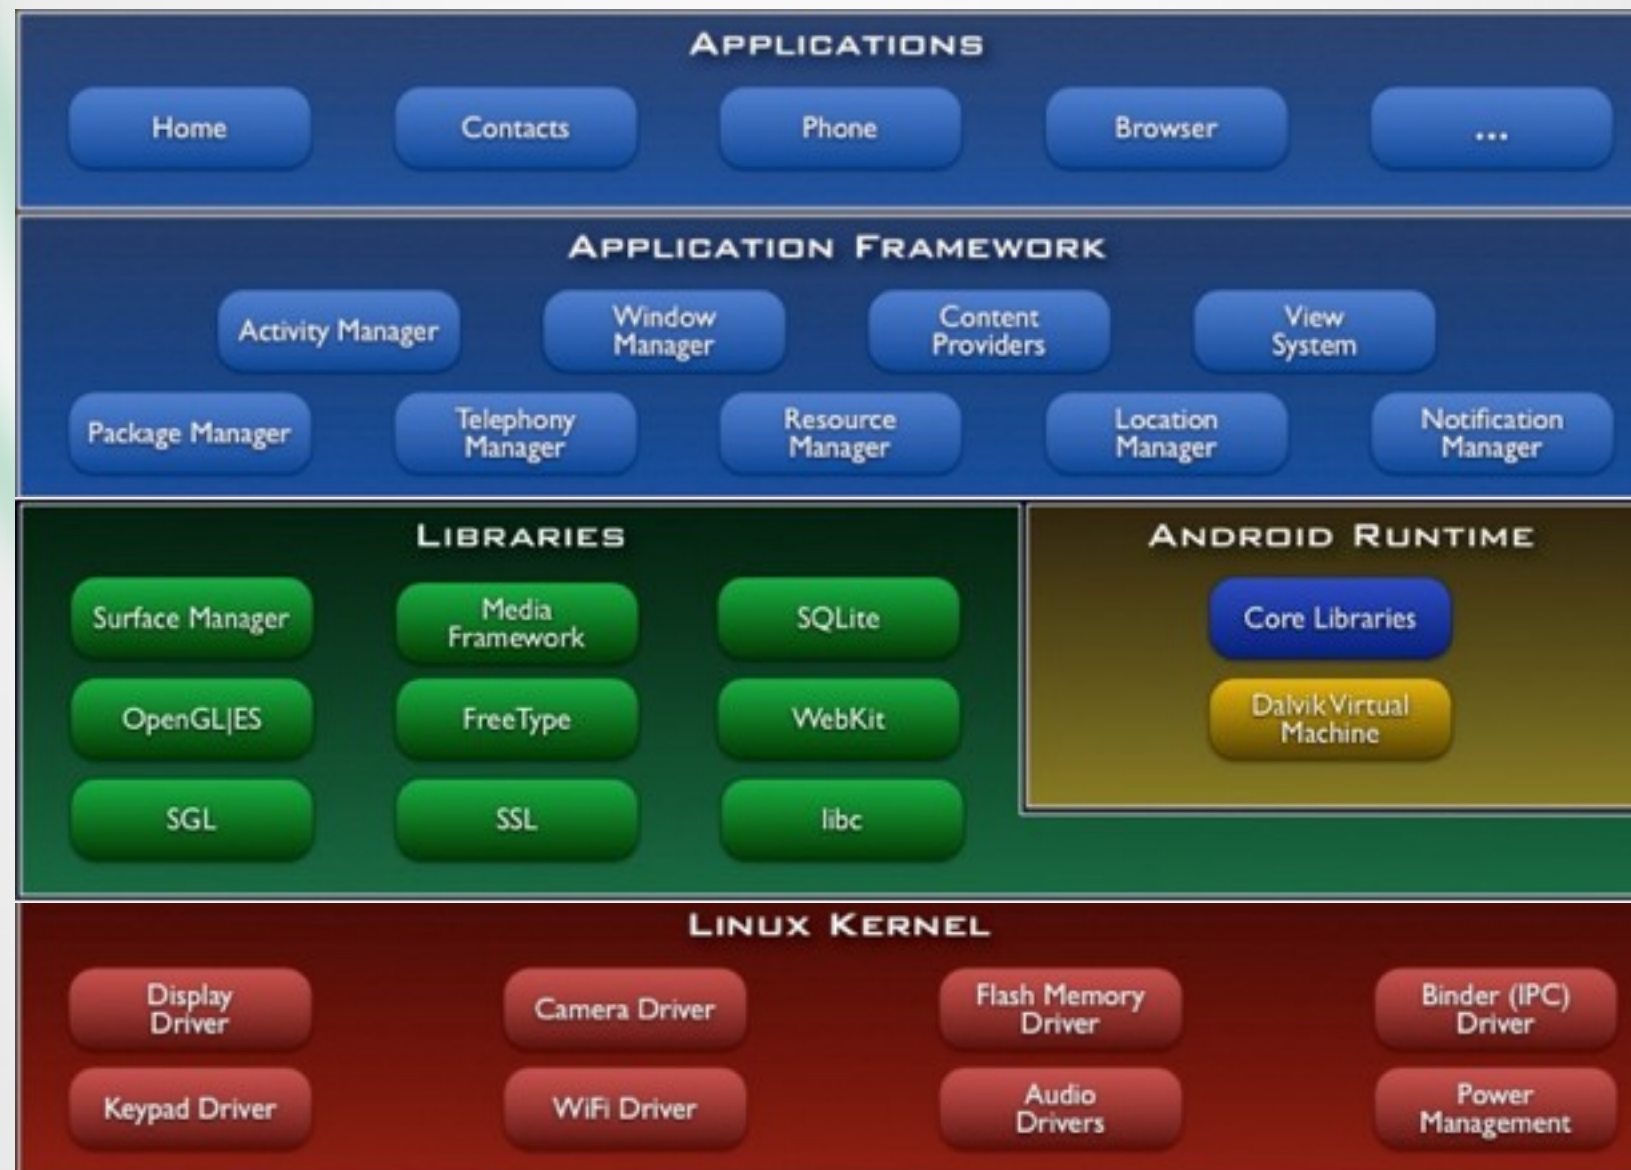 APPLICATIONS
Home
Contacts
Phone
Browser
...
APPLICATION FRAMEWORK
Activity Manager
Window
Manager
Content
Providers
View
System
Package Manager
Telephony
Manager
Resource
Manager
Location
Manager
Notification
Manager
LIBRARIES
Surface Manager
Media
Framework
SQLite
OpenGL|ES
FreeType
WebKit
SGL
SSL
libc
ANDROID RUNTIME
Core Libraries
Dalvik Virtual
Machine
LINUX KERNEL
Display
Driver
Camera Driver
Flash Memory
Driver
Binder (IPC)
Driver
Keypad Driver
WiFi Driver
Audio
Drivers
Power
Management